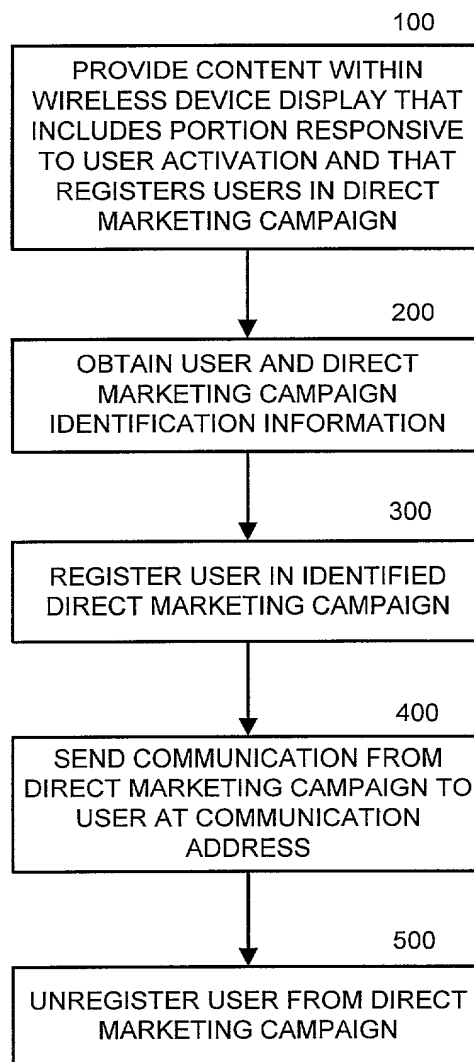 100
PROVIDE CONTENT WITHIN
WIRELESS DEVICE DISPLAY THAT
INCLUDES PORTION RESPONSIVE
TO USER ACTIVATION AND THAT
REGISTERS USERS IN DIRECT
MARKETING CAMPAIGN
200
OBTAIN USER AND DIRECT
MARKETING CAMPAIGN
IDENTIFICATION INFORMATION
300
REGISTER USER IN IDENTIFIED
DIRECT MARKETING CAMPAIGN
400
SEND COMMUNICATION FROM
DIRECT MARKETING CAMPAIGN TO
USER AT COMMUNICATION
ADDRESS
500
UNREGISTER USER FROM DIRECT
MARKETING CAMPAIGN